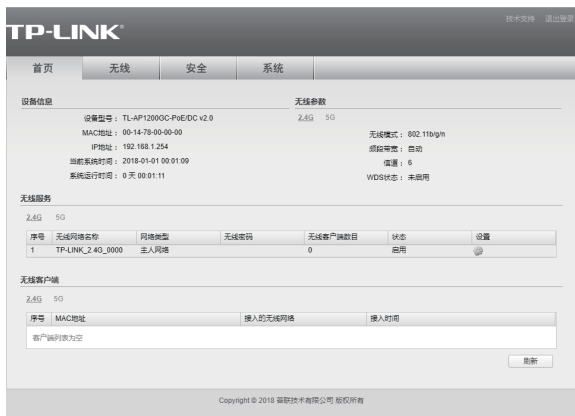 技术支持 退出登录
TP-LINK®
首页 无线 安全 系统
设备信息
设备型号： TL-AP1200GC-PoE/DC v2.0
MAC地址： 00-14-78-00-00-00
IP地址： 192.168.1.254
当前系统时间： 2018-01-01 00:01:09
系统运行时间： 0 天 00:01:11
无线参数
2.4G 5G
无线模式： 802.11b/g/n
频段带宽： 自动
信道： 6
WDS状态： 未启用
无线服务
2.4G 5G
序号 无线网络名称 网络类型 无线密码 无线客户端数目 状态 设置
1 TP-LINK_2.4G_0000 主人网络 0 启用
无线客户端
2.4G 5G
序号 MAC地址 接入的无线网络 接入时间
客户端列表为空
刷新
Copyright © 2018 普联技术有限公司 版权所有